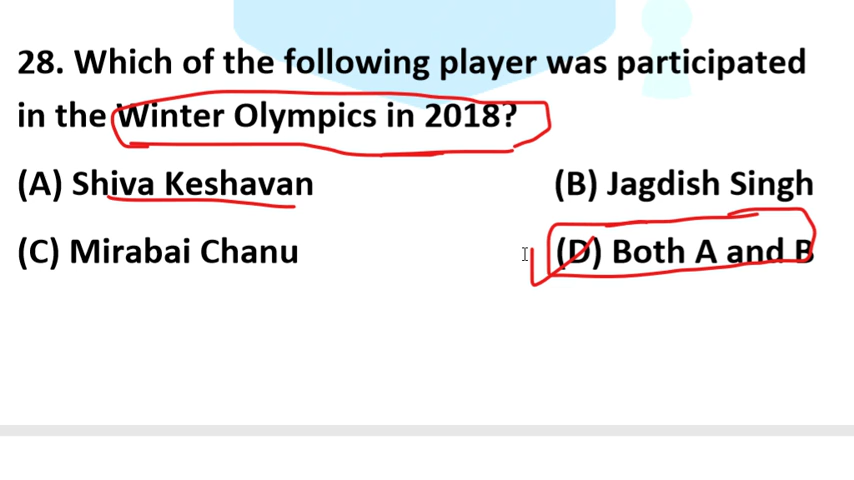 28. Which of the following player was participated
in the Winter Olympics in 2018?
(A) Shiva Keshavan (B) Jagdish Singh
(C) Mirabai Chanu (D) Both A and B